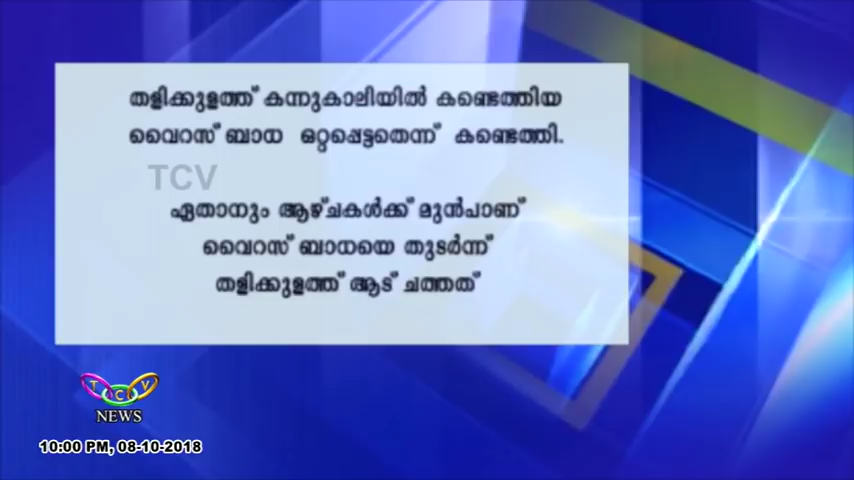 തളിക്കുളത്ത് കന്നുകാലിയിൽ കണ്ടെത്തിയ
വൈറസ് ബാധ ഒറ്റപ്പെട്ടതെന്ന് കണ്ടെത്തി.
TCV
ഏതാനും ആഴ്ചകൾക്ക് മുൻപാണ്
വൈറസ് ബാധയെ തുടർന്ന്
തളിക്കുളത്ത് ആട് ചത്തത്
TCV
NEWS
10:00 PM, 08-10-2018